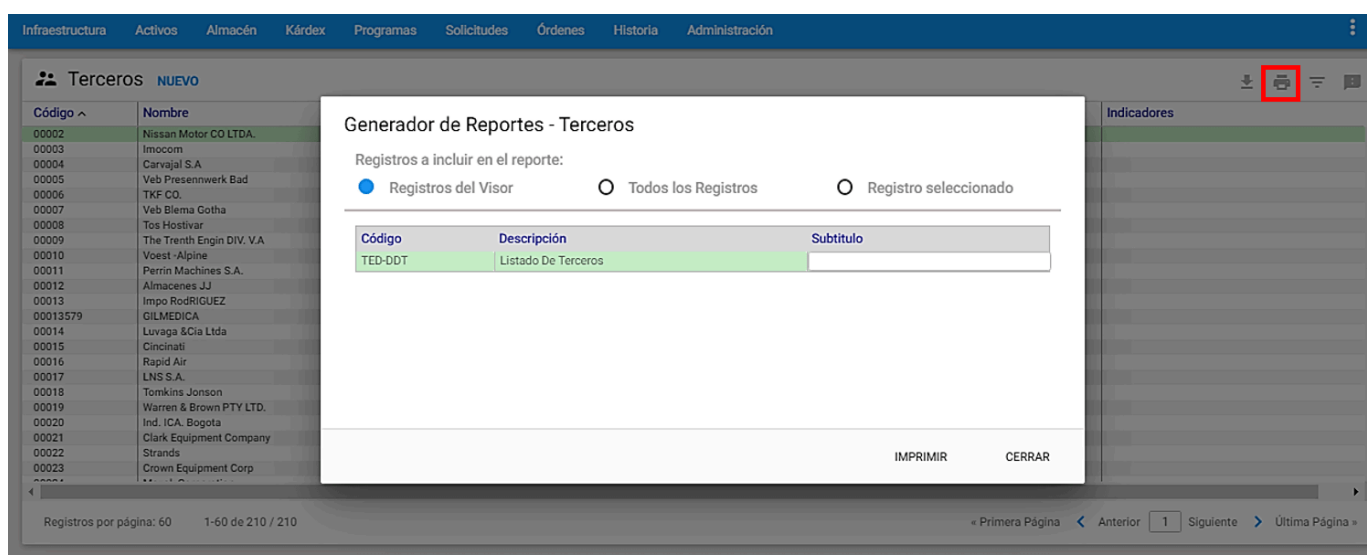 Infraestructura Activos Almacén Kárdex Programas Solicitudes Órdenes Historia Administración
Terceros NUEVO
Código Nombre Indicadores
00002 Nissan Motor CO LTDA.
00003 Imocom
00004 Carvajal S.A
00005 Veb Presennwerk Bad
00006 TKF CO.
00007 Veb Blema Gotha
00008 Tos Hostivar
00009 The Trenth Engin DIV. V.A
00010 Voest -Alpine
00011 Perrin Machines S.A.
00012 Almacenes JJ
00013 Impo RodRIGUEZ
00013579 GILMEDICA
00014 Luvaga &Cia Ltda
00015 Cincinati
00016 Rapid Air
00017 LNS S.A.
00018 Tomkins Jonson
00019 Warren & Brown PTY LTD.
00020 Ind. ICA. Bogota
00021 Clark Equipment Company
00022 Strands
00023 Crown Equipment Corp
Generador de Reportes - Terceros
Registros a incluir en el reporte:
Registros del Visor Todos los Registros Registro seleccionado
Código Descripción Subtitulo
TED-DDT Listado De Terceros
IMPRIMIR CERRAR
Registros por página: 60 1-60 de 210 / 210 « Primera Página Anterior 1 Siguiente Última Página »